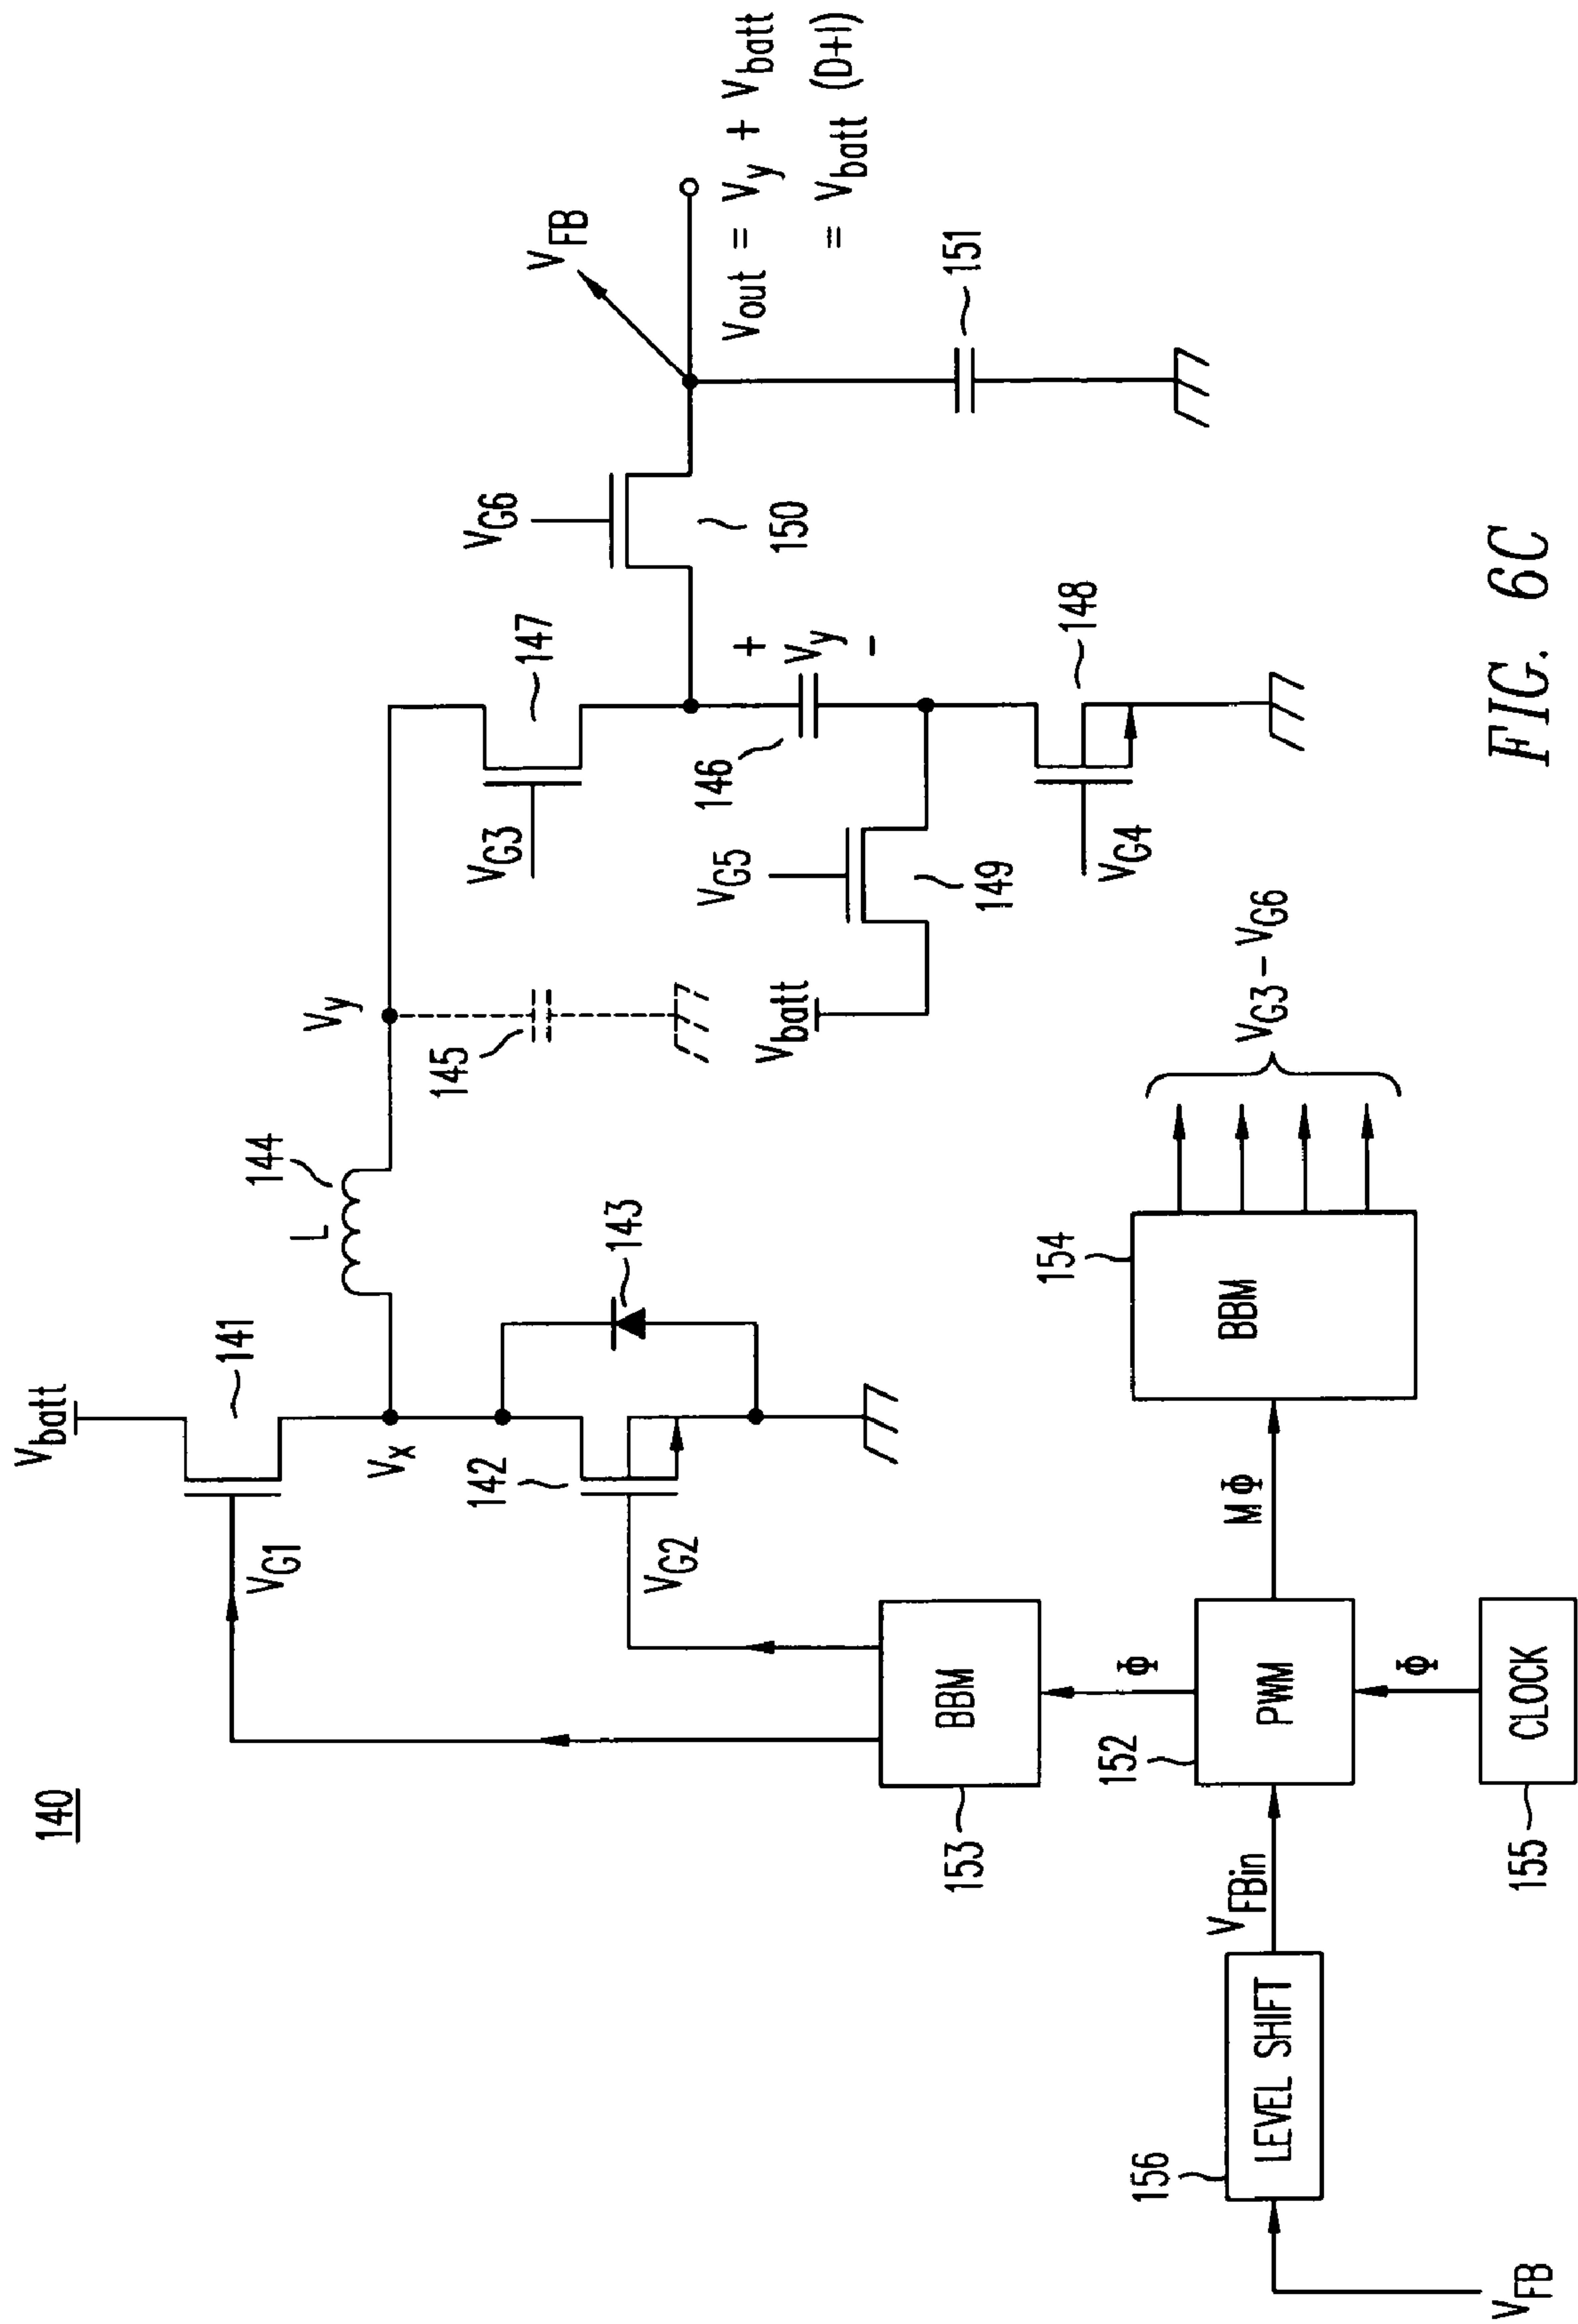 140
Vbatt
141
VG1
Vx
142
VG2
143
L
144
Vy
145
VG3
147
VG6
150
VFB
Vout = Vy + Vbatt
= Vbatt (D+1)
151
146
+
Vy
-
VG5
149
Vbatt
148
VG4
153
BBM
Φ
152
PWM
MΦ
154
BBM
VG3 - VG6
VFB
156
LEVEL SHIFT
VFBin
Φ
155
CLOCK
FIG. 6C